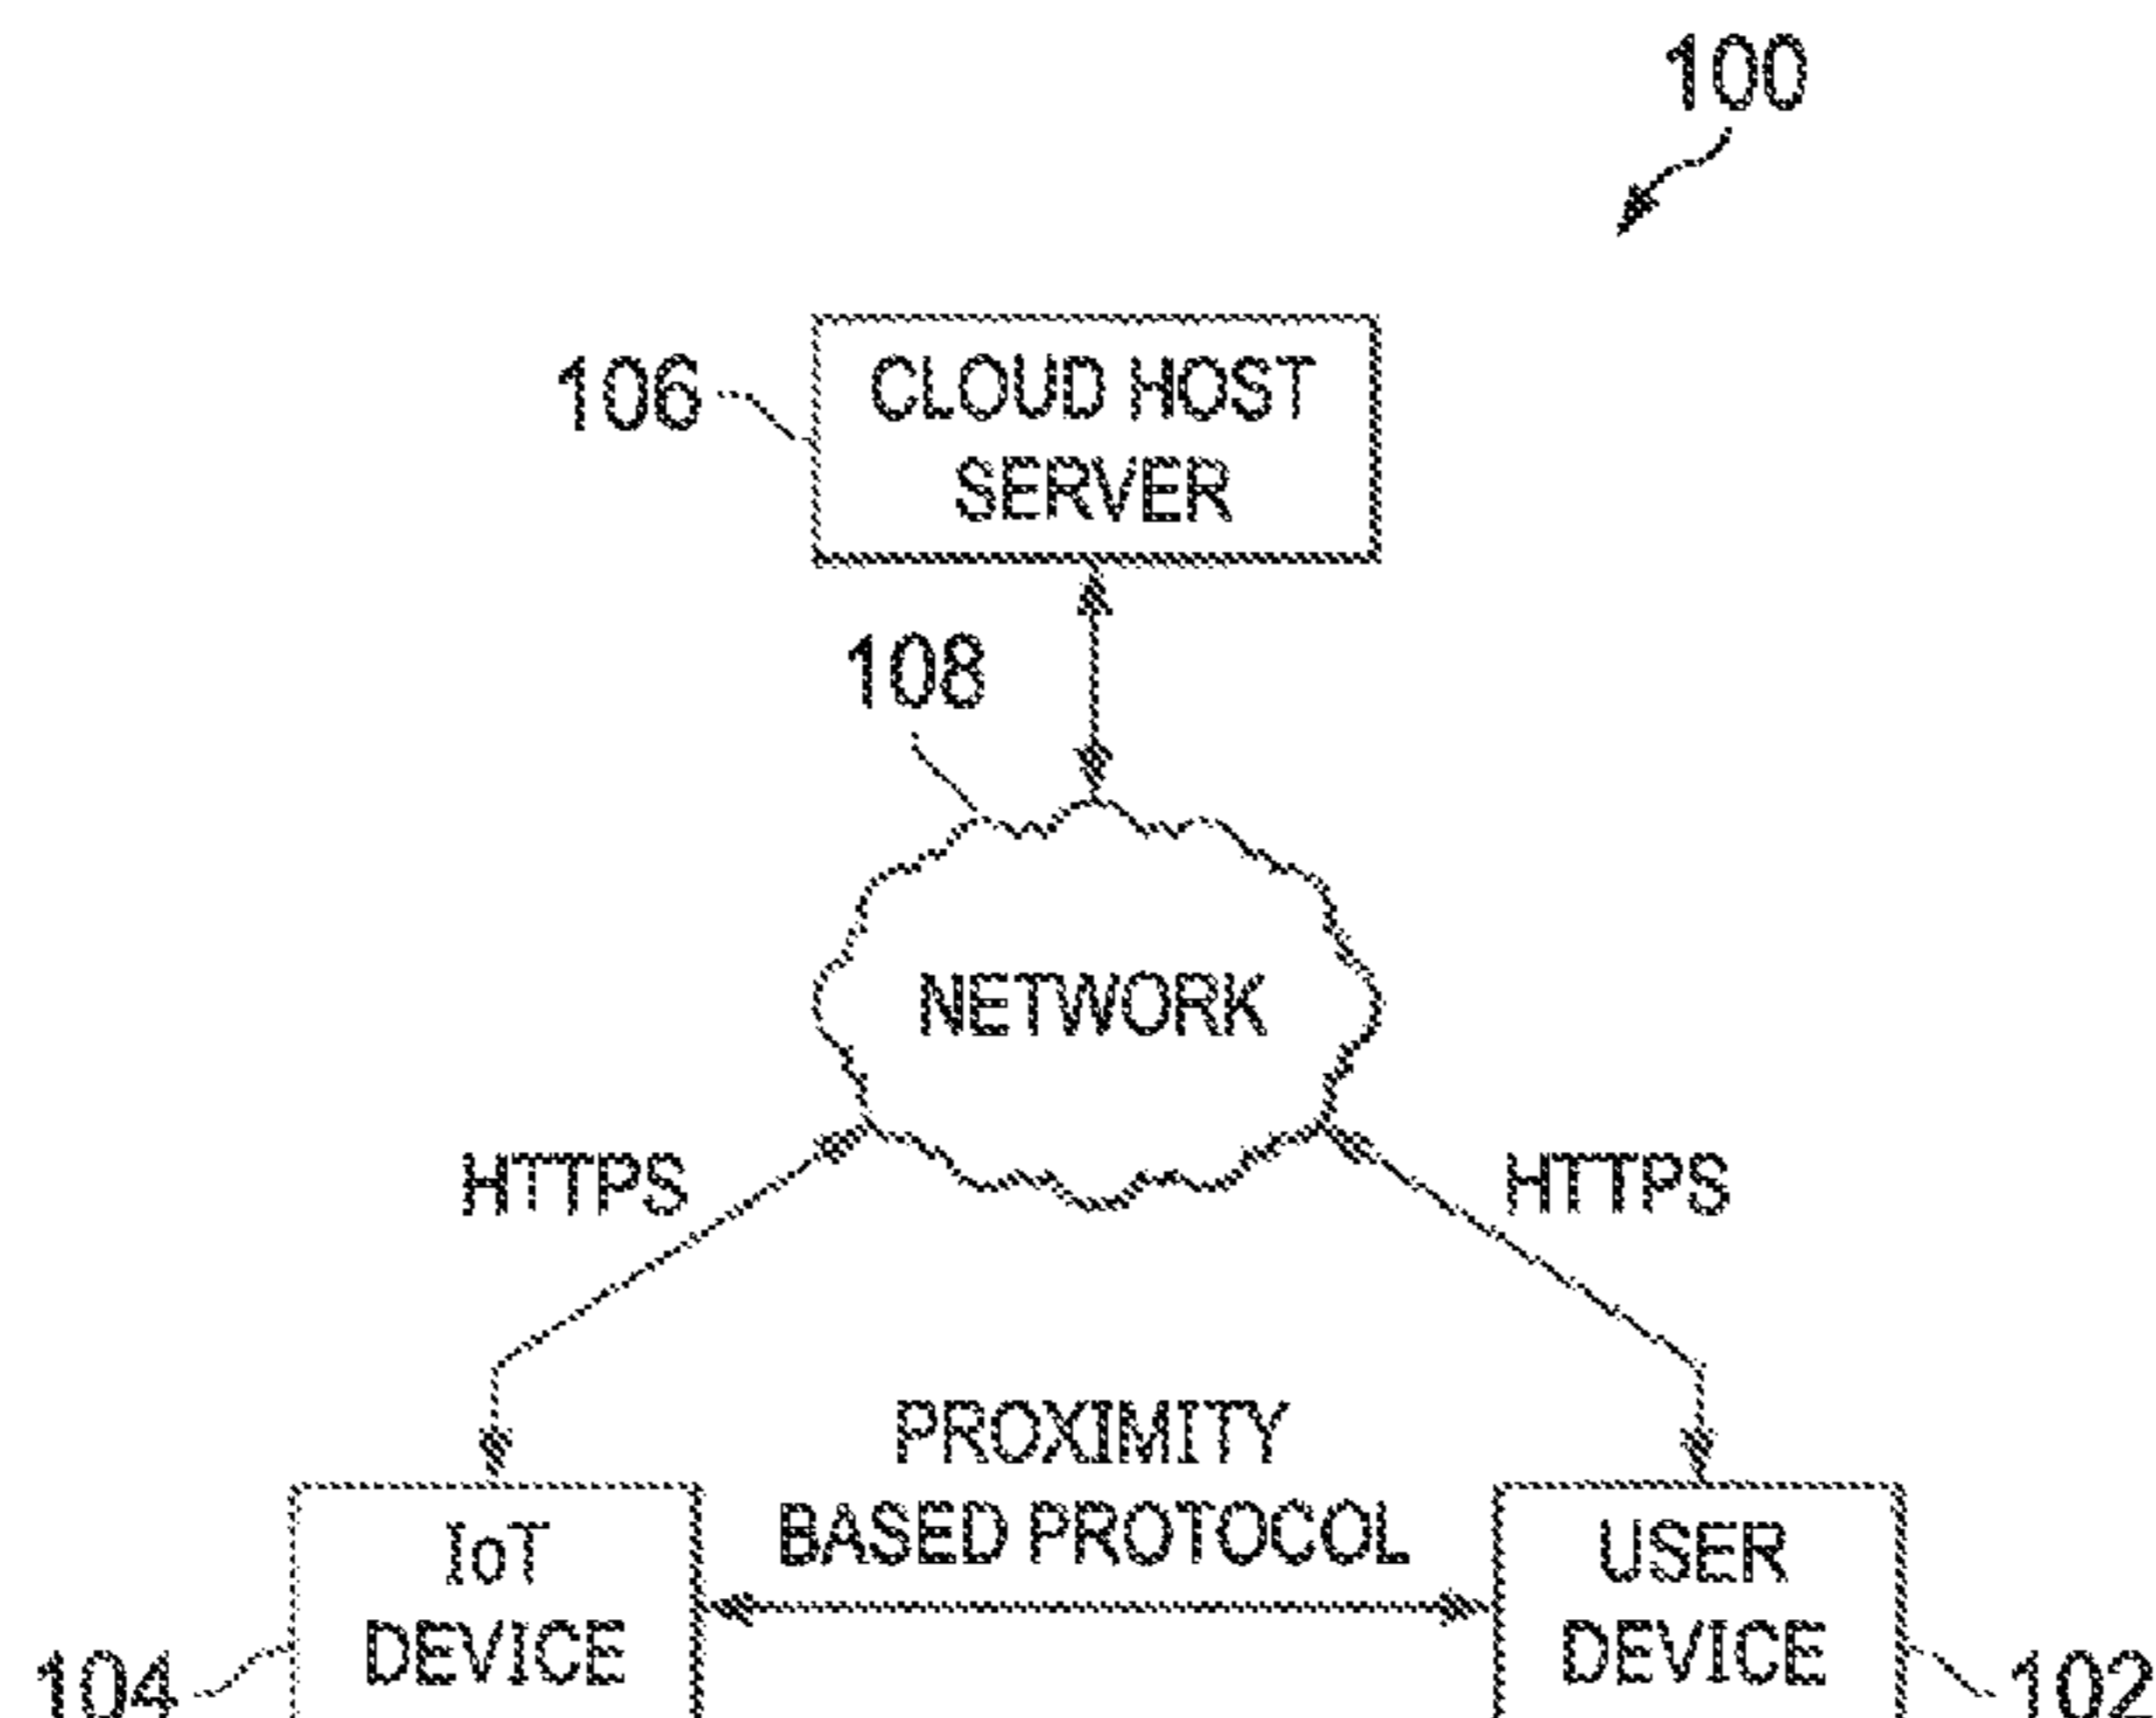 100
106
CLOUD HOST
SERVER
108
NETWORK
HTTPS
HTTPS
PROXIMITY
BASED PROTOCOL
IoT
DEVICE
USER
DEVICE
104
102